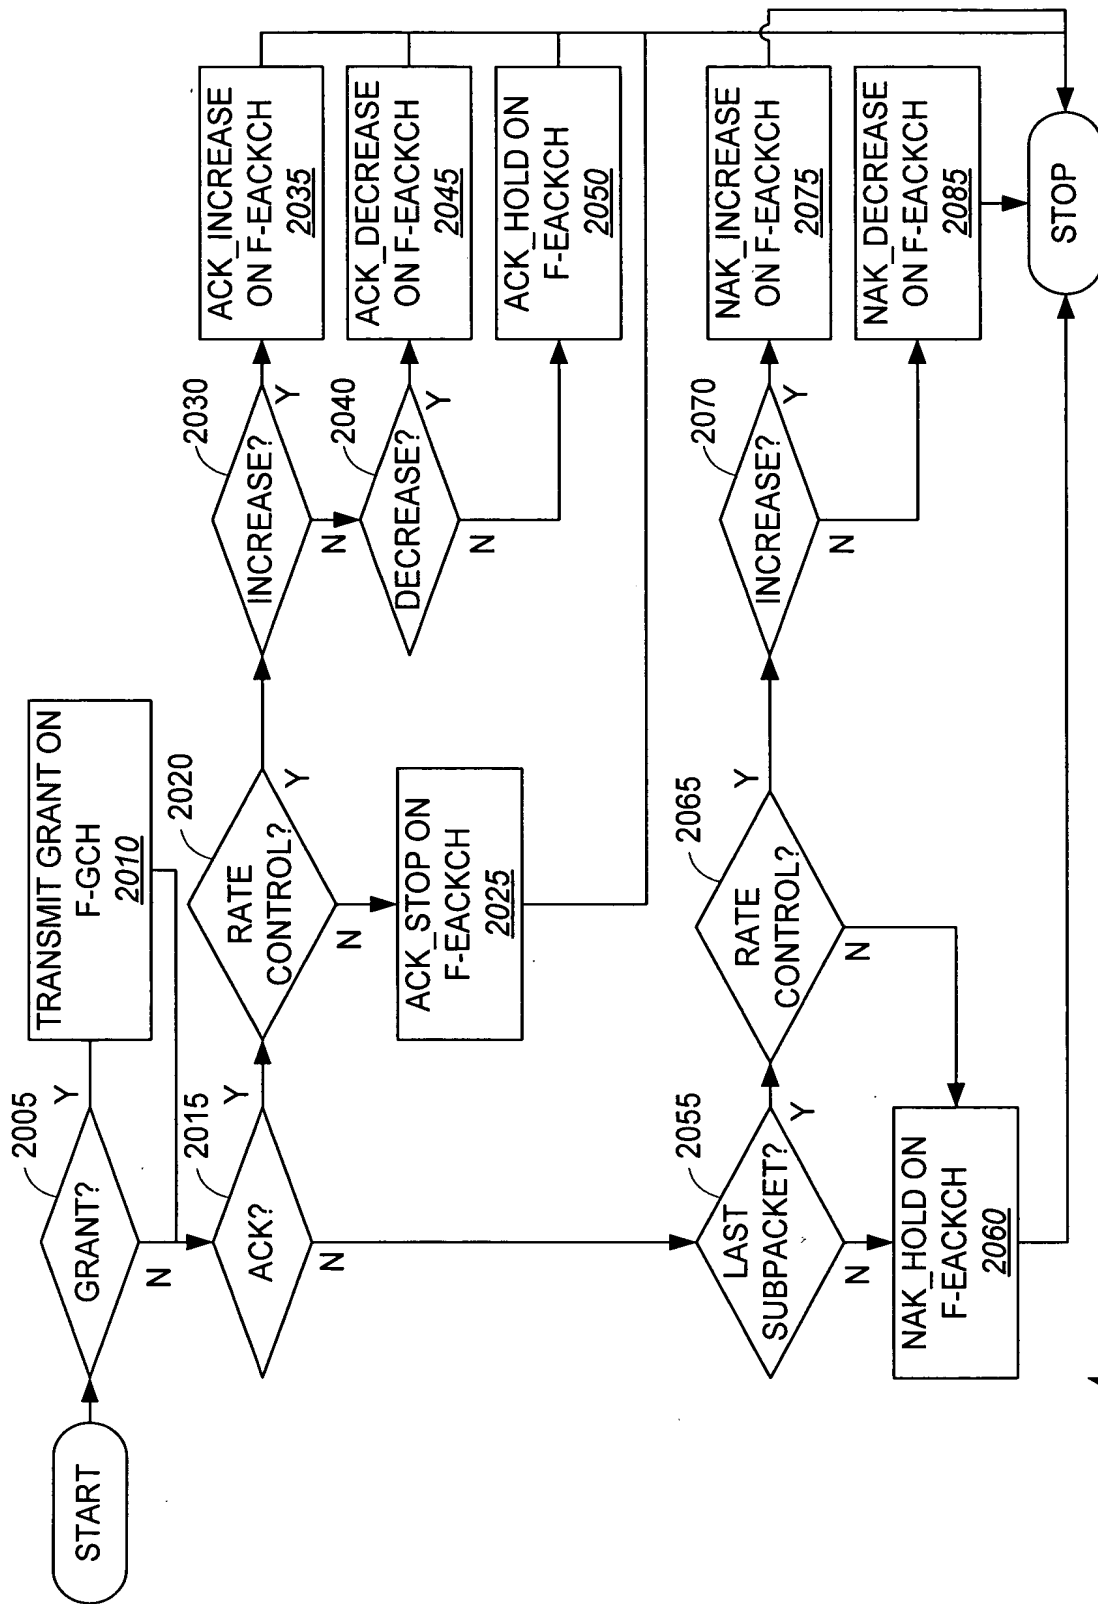 START
GRANT?
2005
Y
N
TRANSMIT GRANT ON
F-GCH
2010
ACK?
2015
Y
N
RATE
CONTROL?
2020
Y
N
ACK_STOP ON
F-EACKCH
2025
INCREASE?
2030
Y
N
ACK_INCREASE
ON F-EACKCH
2035
DECREASE?
2040
Y
N
ACK_DECREASE
ON F-EACKCH
2045
ACK_HOLD ON
F-EACKCH
2050
LAST
SUBPACKET?
2055
Y
N
NAK_HOLD ON
F-EACKCH
2060
RATE
CONTROL?
2065
Y
N
INCREASE?
2070
Y
N
NAK_INCREASE
ON F-EACKCH
2075
NAK_DECREASE
ON F-EACKCH
2085
STOP